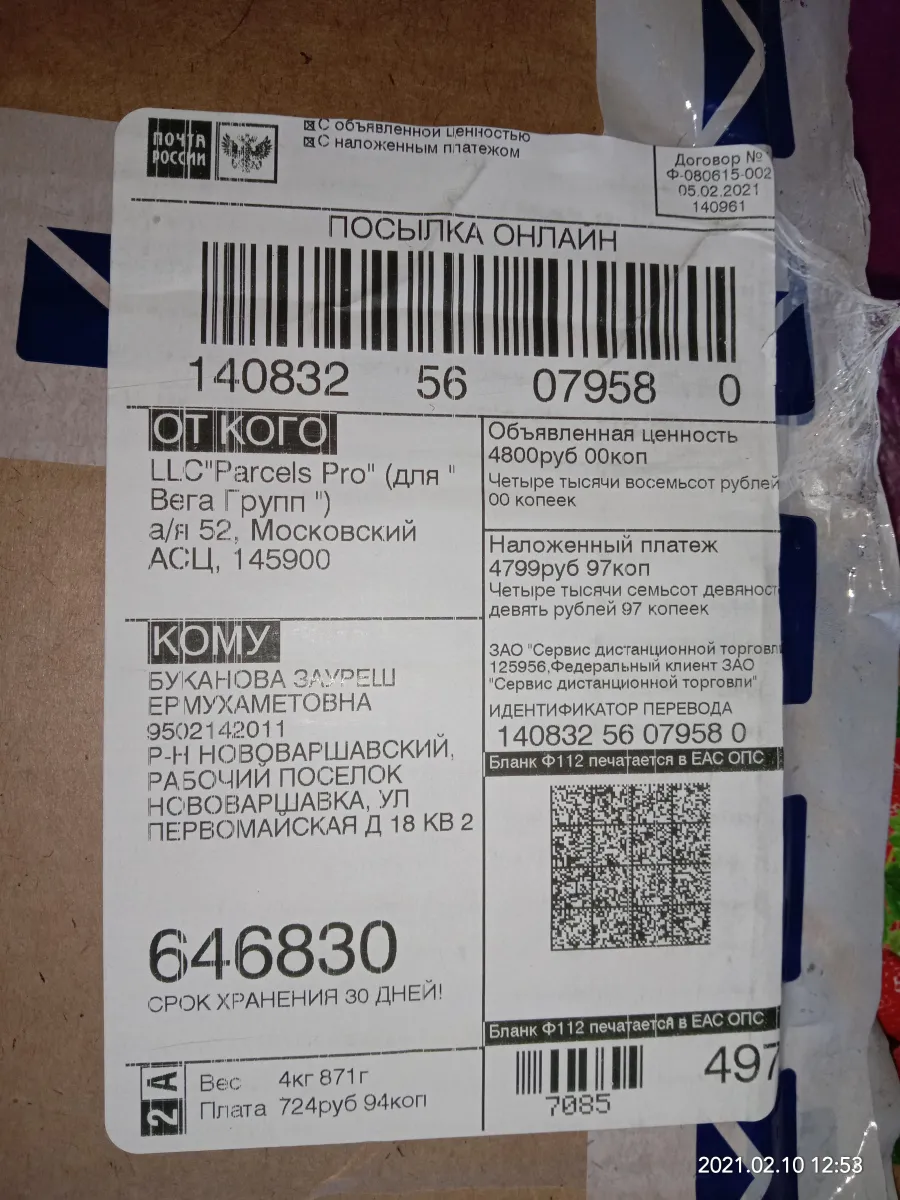 ПОЧТА
РОССИИ
С объявленной ценностью
С наложенным платежом
Договор №
Ф-080615-002
05.02.2021
140961
ПОСЫЛКА ОНЛАЙН
140832 56 07958 0
ОТ КОГО
LLC"Parcels Pro" (для "
Вега Групп ")
а/я 52, Московский
АСЦ, 145900
Объявленная ценность
4800руб 00коп
Четыре тысячи восемьсот рублей
00 копеек
Наложенный платеж
4799руб 97коп
Четыре тысячи семьсот девяност
девять рублей 97 копеек
КОМУ
БУКАНОВА ЗАУРЕШ
ЕРМУХАМЕТОВНА
9502142011
Р-Н НОВОВАРШАВСКИЙ,
РАБОЧИЙ ПОСЕЛОК
НОВОВАРШАВКА, УЛ
ПЕРВОМАЙСКАЯ Д 18 КВ 2
ЗАО "Сервис дистанционной торговли
125956,Федеральный клиент ЗАО
"Сервис дистанционной торговли"
ИДЕНТИФИКАТОР ПЕРЕВОДА
140832 56 07958 0
Бланк Ф112 печатается в ЕАС ОПС
646830
СРОК ХРАНЕНИЯ 30 ДНЕЙ!
Бланк Ф112 печатается в ЕАС ОПС
497
7085
2А
Вес 4кг 871г
Плата 724руб 94коп
2021.02.10 12:53